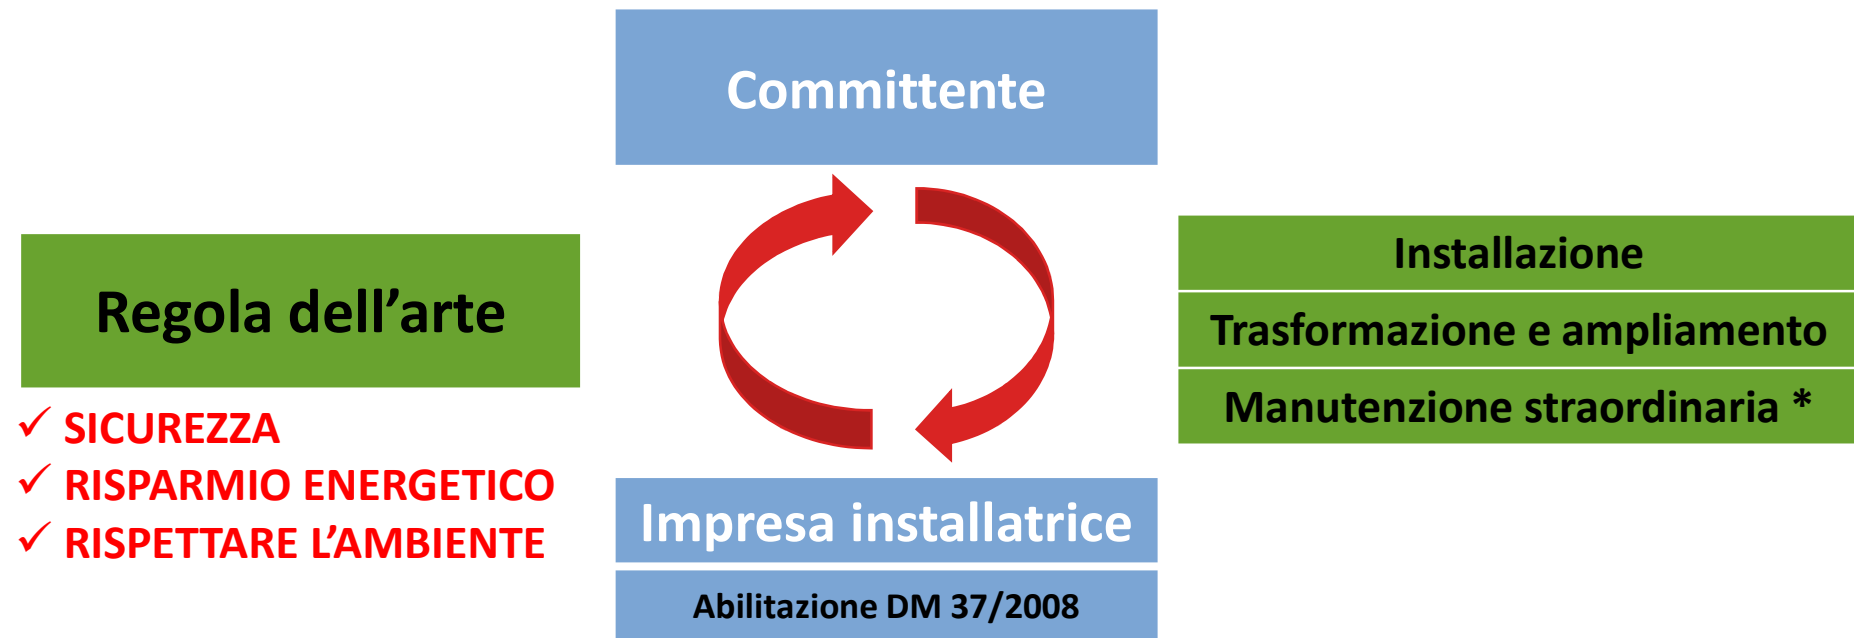 Committente
Regola dell’arte
✓ SICUREZZA
✓ RISPARMIO ENERGETICO
✓ RISPETTARE L’AMBIENTE
Installazione
Trasformazione e ampliamento
Manutenzione straordinaria *
Impresa installatrice
Abilitazione DM 37/2008